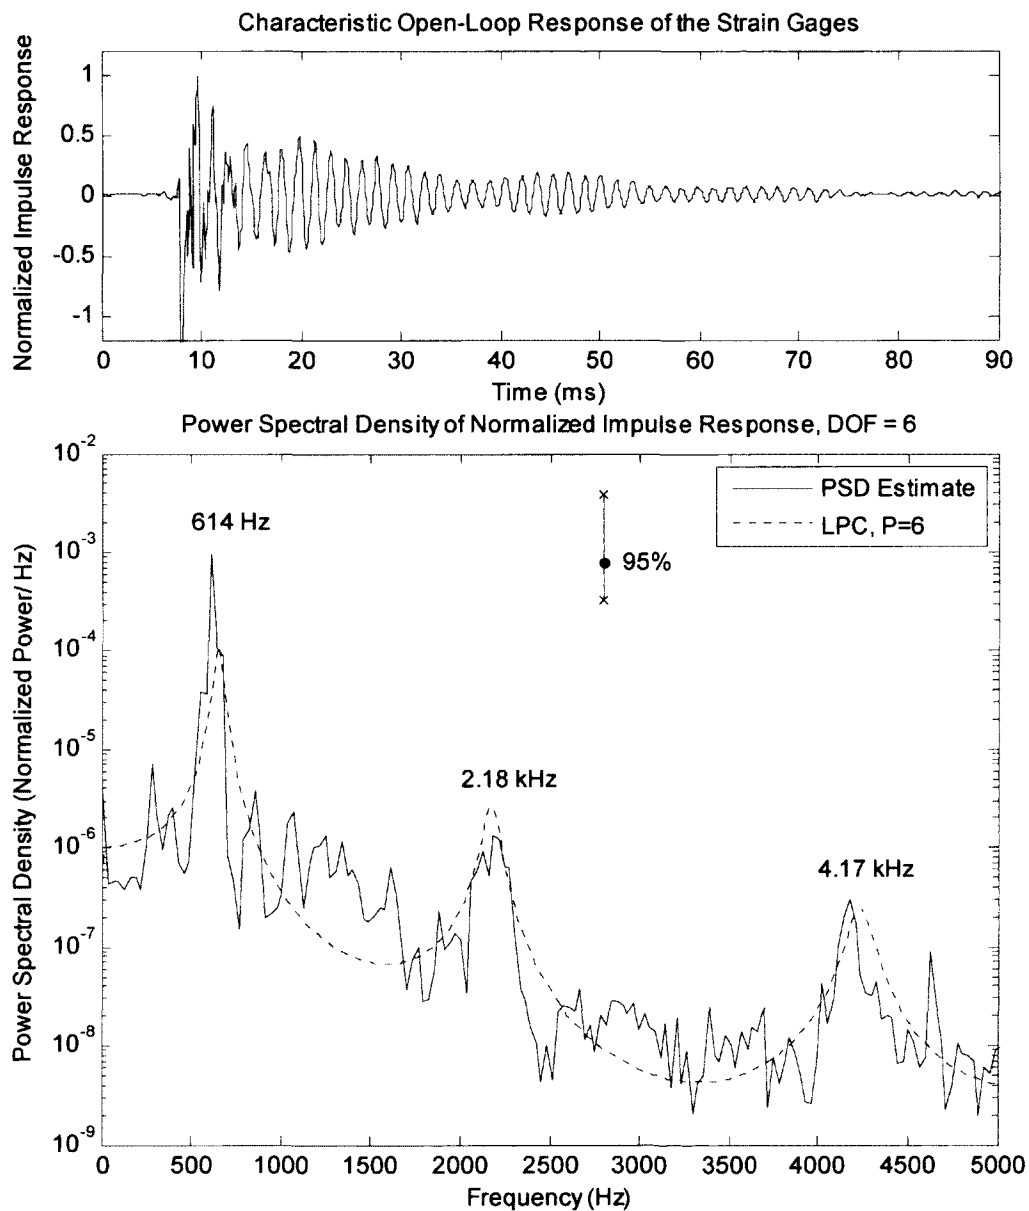 Characteristic Open-Loop Response of the Strain Gages
Normalized Impulse Response
1
0.5
0
-0.5
-1
0 10 20 30 40 50 60 70 80 90
Time (ms)
Power Spectral Density of Normalized Impulse Response, DOF = 6
Power Spectral Density (Normalized Power/ Hz)
10^-2
10^-3
10^-4
10^-5
10^-6
10^-7
10^-8
10^-9
PSD Estimate
LPC, P=6
614 Hz
95%
2.18 kHz
4.17 kHz
0 500 1000 1500 2000 2500 3000 3500 4000 4500 5000
Frequency (Hz)